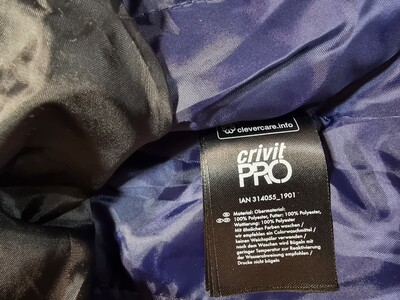 clevercare.info
crivit
PRO
IAN 314055_1901
Material: Obermaterial:
100% Polyester, Futter: 100% Polyester,
Wattierung: 100% Polyester
Mit ähnlichen Farben waschen /
wir empfehlen ein Colorwaschmittel /
keinen Weichspüler verwenden /
nach dem Waschen wird Bügeln mit
geringer Temperatur zur Reaktivierung
der Wasserabweisung empfohlen /
Drucke nicht bügeln